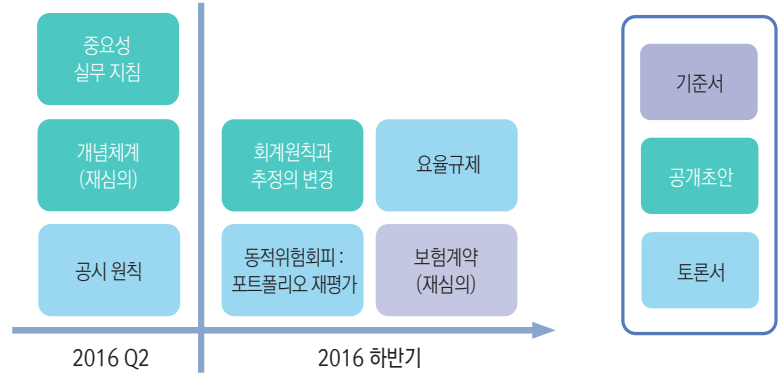 중요성
실무 지침
개념체계
(재심의)
공시 원칙
회계원칙과
추정의 변경
요율규제
동적위험회피 :
포트폴리오 재평가
보험계약
(재심의)
2016 Q2
2016 하반기
기준서
공개초안
토론서